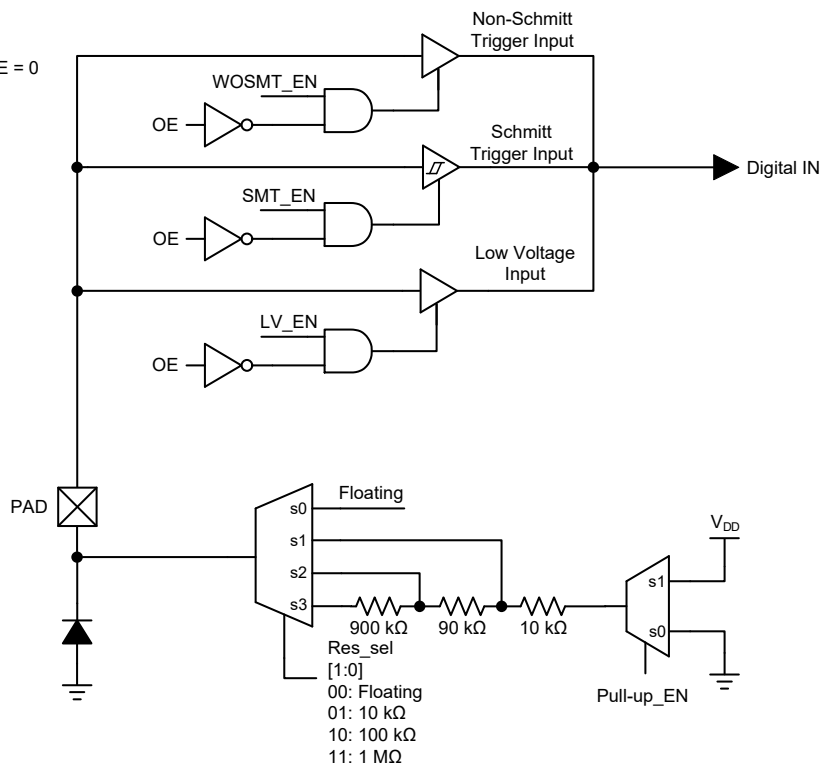 Non-Schmitt
Trigger Input
E = 0
WOSMT_EN
OE
Schmitt
Trigger Input
Digital IN
SMT_EN
OE
Low Voltage
Input
LV_EN
OE
PAD
Floating
s0
s1
s2
s3
900 kΩ
90 kΩ
10 kΩ
VDD
s1
s0
Pull-up_EN
Res_sel
[1:0]
00: Floating
01: 10 kΩ
10: 100 kΩ
11: 1 MΩ